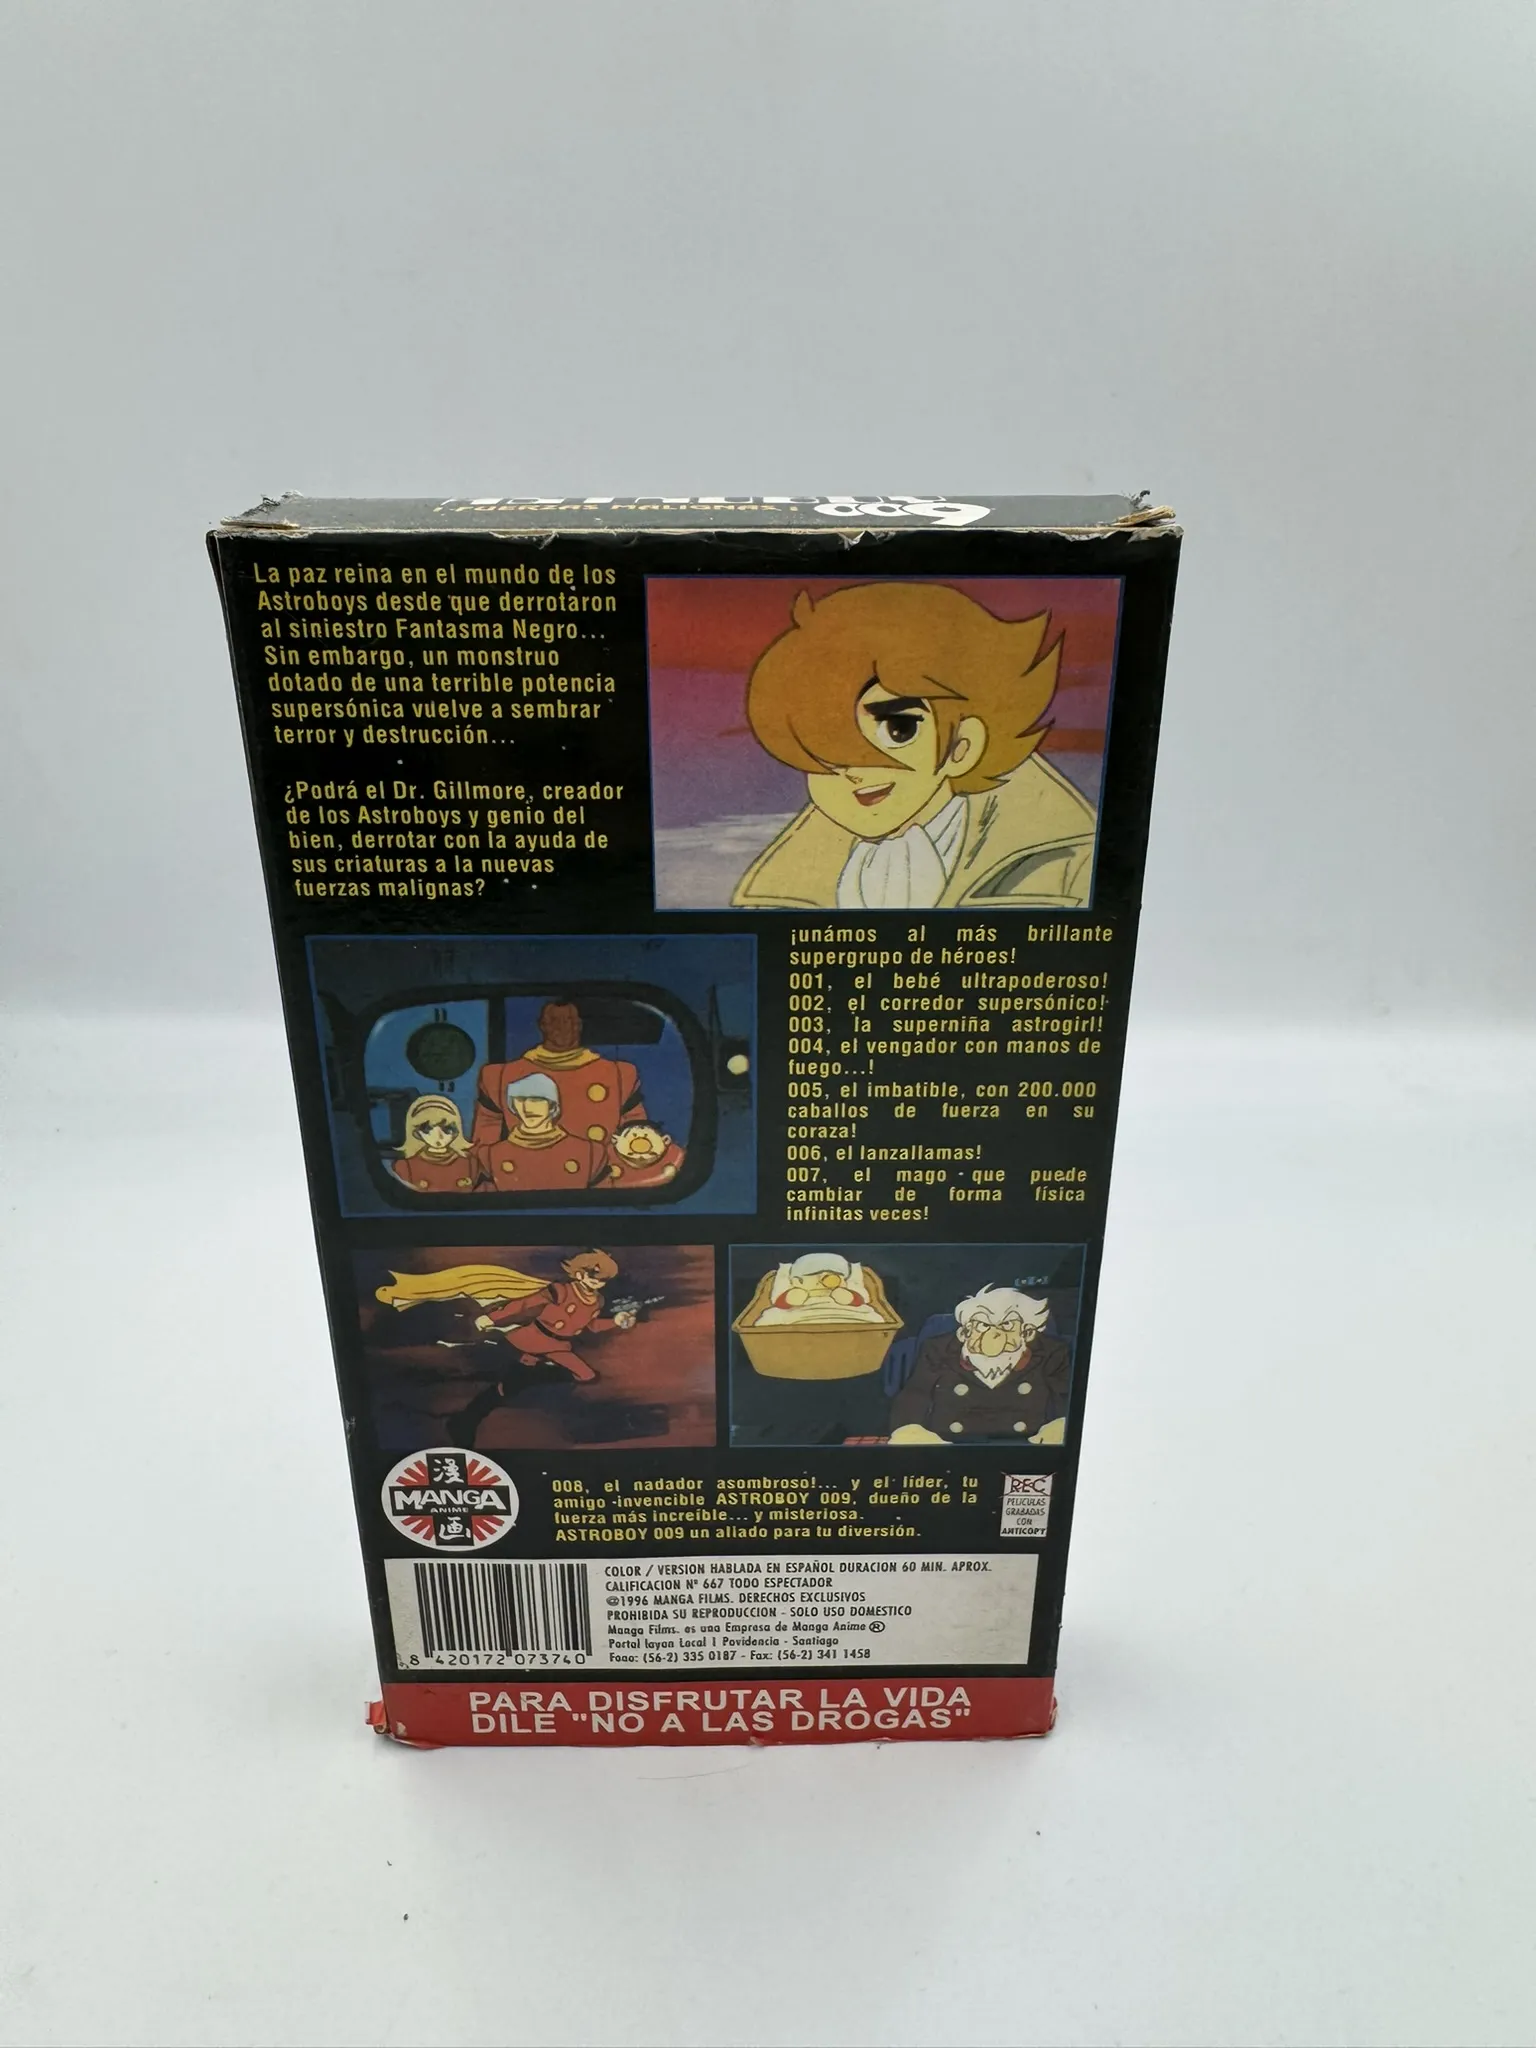 ¡FUERZAS MALIGNAS!
009
La paz reina en el mundo de los
Astroboys desde que derrotaron
al siniestro Fantasma Negro...
Sin embargo, un monstruo
dotado de una terrible potencia
supersónica vuelve a sembrar
terror y destrucción...
¿Podrá el Dr. Gillmore, creador
de los Astroboys y genio del
bien, derrotar con la ayuda de
sus criaturas a la nuevas
fuerzas malignas?
¡unámos al más brillante
supergrupo de héroes!
001, el bebé ultrapoderoso!
002, el corredor supersónico!
003, la superniña astrogirl!
004, el vengador con manos de
fuego...!
005, el imbatible, con 200.000
caballos de fuerza en su
coraza!
006, el lanzallamas!
007, el mago que puede
cambiar de forma física
infinitas veces!
漫
MANGA
ANIME
画
008, el nadador asombroso!... y el líder, tu
amigo invencible ASTROBOY 009, dueño de la
fuerza más increíble... y misteriosa.
ASTROBOY 009 un aliado para tu diversión.
REC
PELICULAS
GRABADAS
CON
ANTICOPY
COLOR / VERSION HABLADA EN ESPAÑOL DURACION 60 MIN. APROX.
CALIFICACION Nº 667 TODO ESPECTADOR
©1996 MANGA FILMS. DERECHOS EXCLUSIVOS
PROHIBIDA SU REPRODUCCION - SOLO USO DOMESTICO
Manga Films. es una Empresa de Manga Anime ®
Portal Layon Local 1 Povidencia - Santiago
Fono: (56-2) 335 0187 - Fax: (56-2) 341 1458
8 420172 073740
PARA DISFRUTAR LA VIDA
DILE "NO A LAS DROGAS"